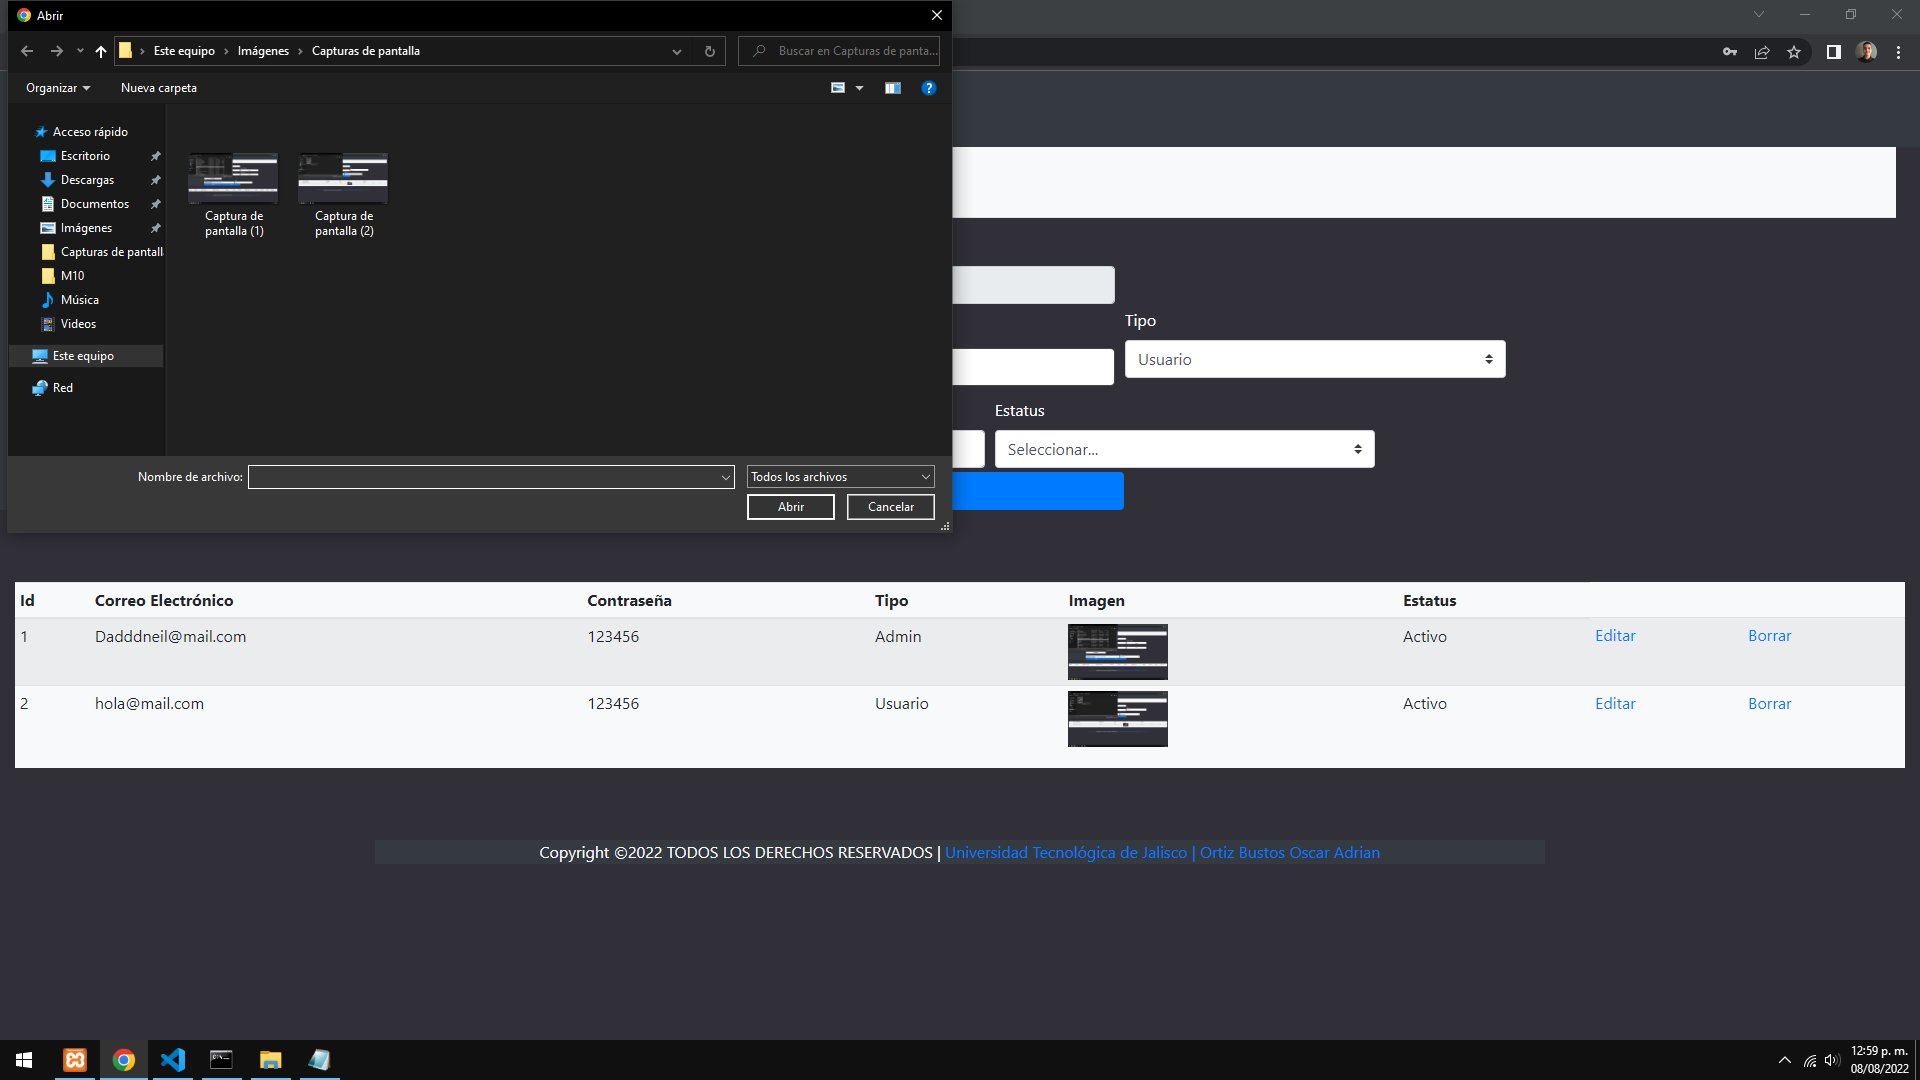 Abrir
Este equipo > Imágenes > Capturas de pantalla
Buscar en Capturas de panta...
Organizar
Nueva carpeta
Acceso rápido
Escritorio
Descargas
Documentos
Imágenes
Capturas de pantall
M10
Música
Videos
Este equipo
Red
Captura de pantalla (1)
Captura de pantalla (2)
Nombre de archivo:
Todos los archivos
Abrir
Cancelar
Tipo
Usuario
Estatus
Seleccionar...
Id Correo Electrónico Contraseña Tipo Imagen Estatus
1 Dadddneil@mail.com 123456 Admin Activo Editar Borrar
2 hola@mail.com 123456 Usuario Activo Editar Borrar
Copyright ©2022 TODOS LOS DERECHOS RESERVADOS | Universidad Tecnológica de Jalisco | Ortiz Bustos Oscar Adrian
12:59 p. m.
08/08/2022